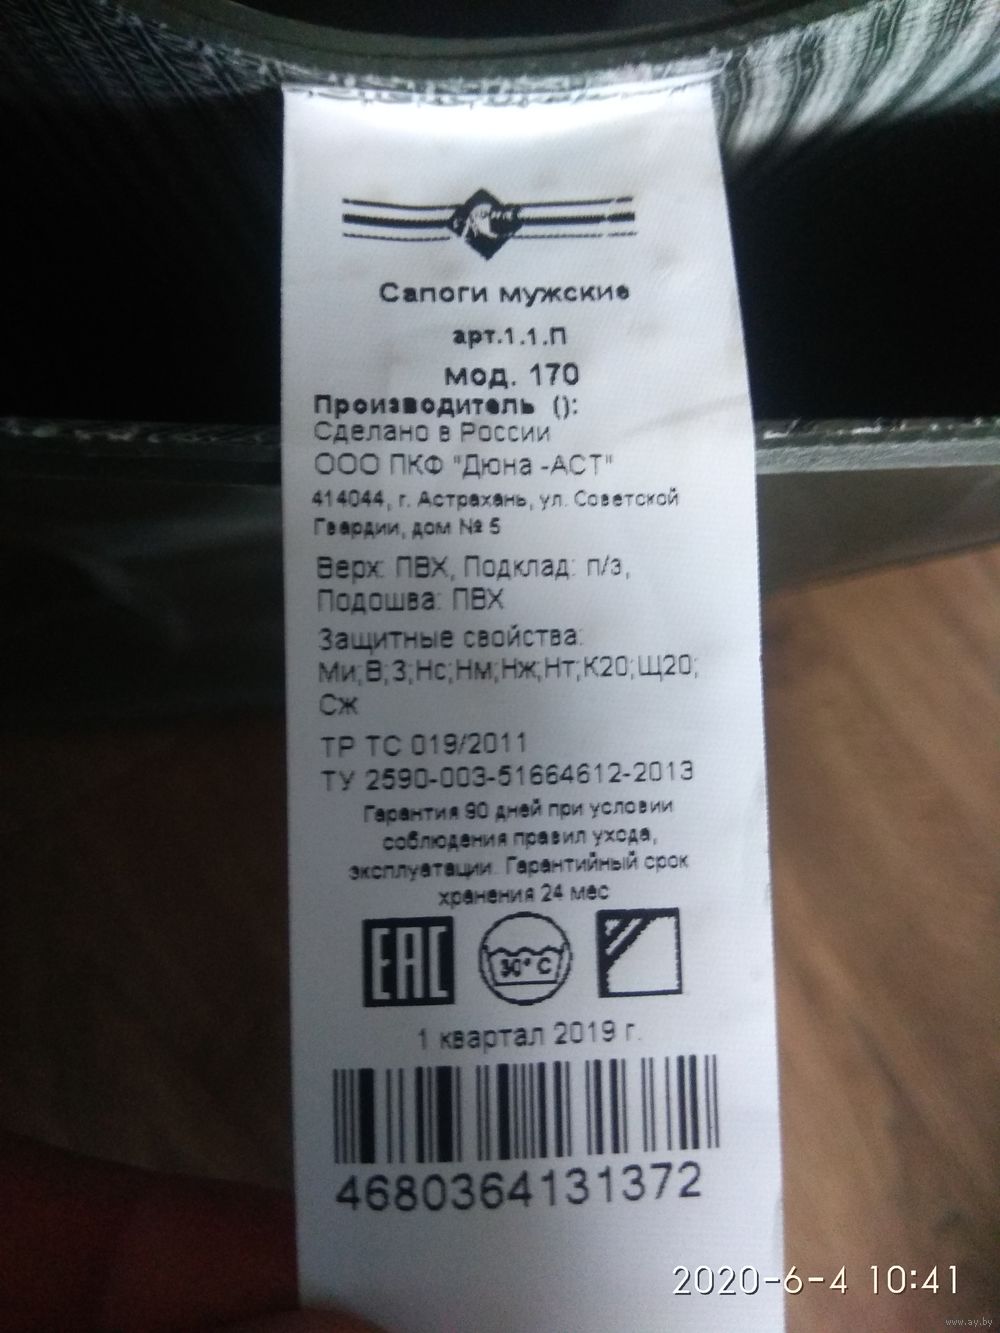 Сапоги мужские
арт.1.1.П
мод. 170
Производитель ():
Сделано в России
ООО ПКФ "Дюна -АСТ"
414044, г. Астрахань, ул. Советской
Гвардии, дом № 5
Верх: ПВХ, Подклад: п/э,
Подошва: ПВХ
Защитные свойства:
Ми;В;З;Нс;Нм;Нж;Нт;К20;Щ20;
Сж
ТР ТС 019/2011
ТУ 2590-003-51664612-2013
Гарантия 90 дней при условии
соблюдения правил ухода,
эксплуатации. Гарантийный срок
хранения 24 мес
ЕАС
30° С
1 квартал 2019 г.
4680364131372
2020-6-4 10:41
www.ay.by